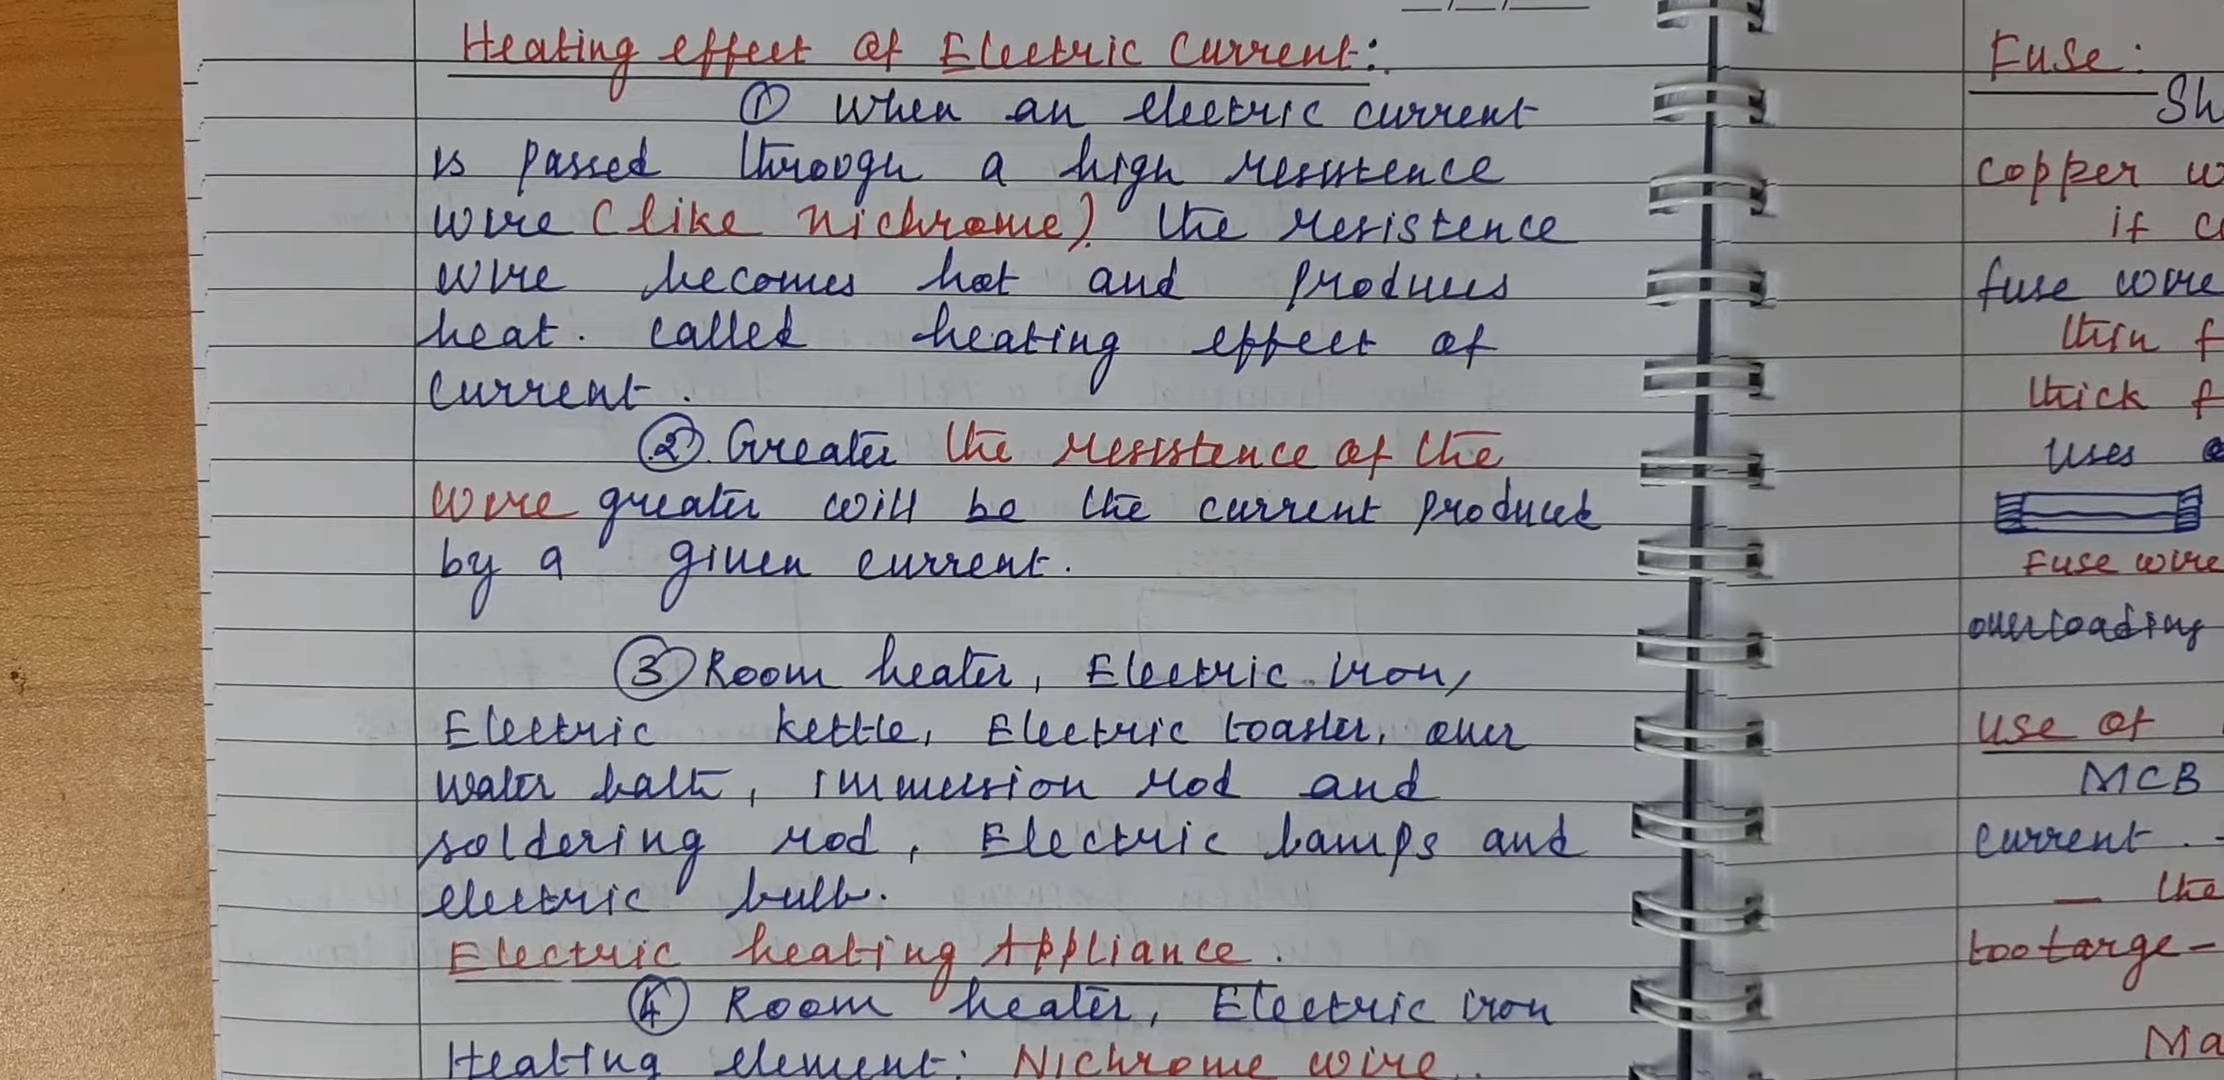 Heating effect of Electric Current:
① When an electric current
is passed through a high resistence
wire (like nichrome) the resistence
wire becomes hot and produces
heat. called heating effect of
current.
② Greater the resistence of the
wire greater will be the current produced
by a given current.
③ Room heater, Electric iron,
Electric kettle, Electric toaster, over
water bath, immersion rod and
soldering rod, Electric lamps and
electric bulb.
Electric heating Appliance.
④ Room heater, Electric iron
Heating element: Nichrome wire.
Fuse:
Sh
copper w
if c
fuse wire
thin f
thick f
uses
Fuse wire
overloading
use of
MCB
current.
— the
too targe-
Ma